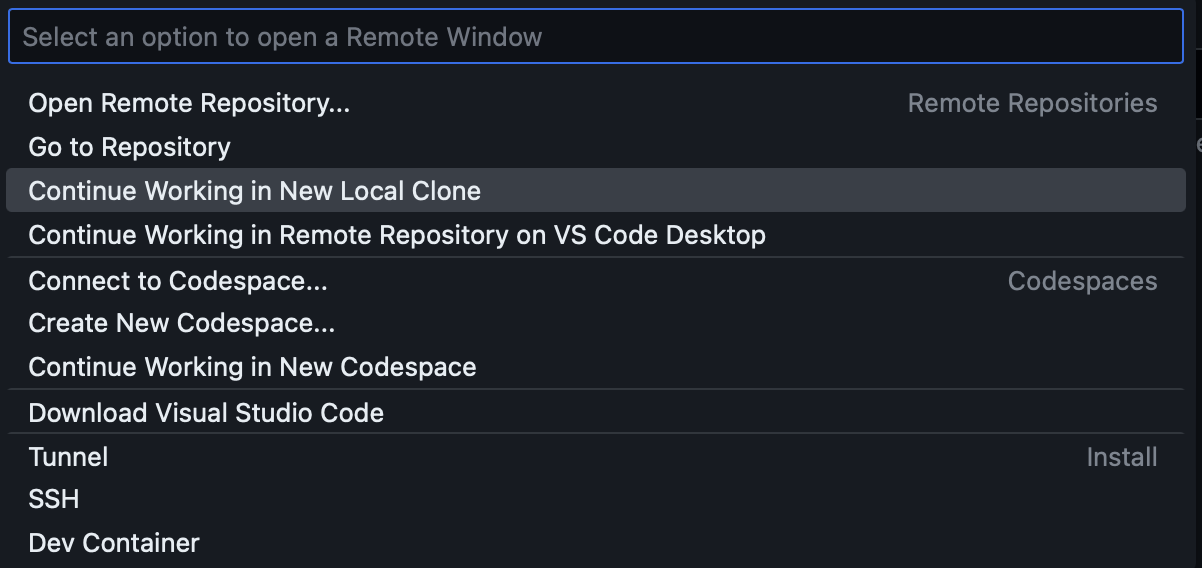 Select an option to open a Remote Window
Open Remote Repository... Remote Repositories
Go to Repository
Continue Working in New Local Clone
Continue Working in Remote Repository on VS Code Desktop
Connect to Codespace... Codespaces
Create New Codespace...
Continue Working in New Codespace
Download Visual Studio Code
Tunnel Install
SSH
Dev Container